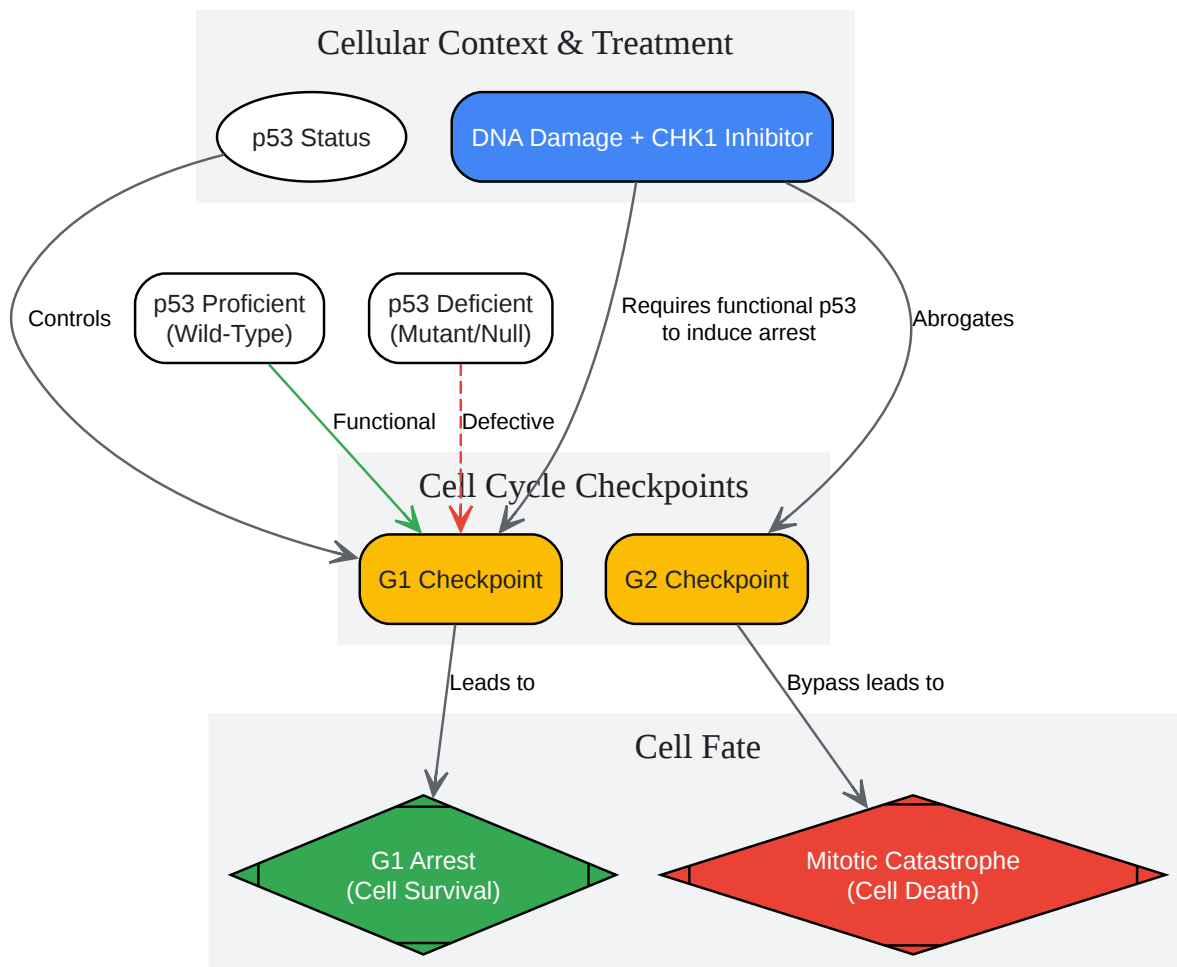 Cellular Context & Treatment
p53 Status
DNA Damage + CHK1 Inhibitor
Controls
p53 Proficient
(Wild-Type)
p53 Deficient
(Mutant/Null)
Requires functional p53
to induce arrest
Abrogates
Functional
Defective
Cell Cycle Checkpoints
G1 Checkpoint
G2 Checkpoint
Leads to
Bypass leads to
Cell Fate
G1 Arrest
(Cell Survival)
Mitotic Catastrophe
(Cell Death)